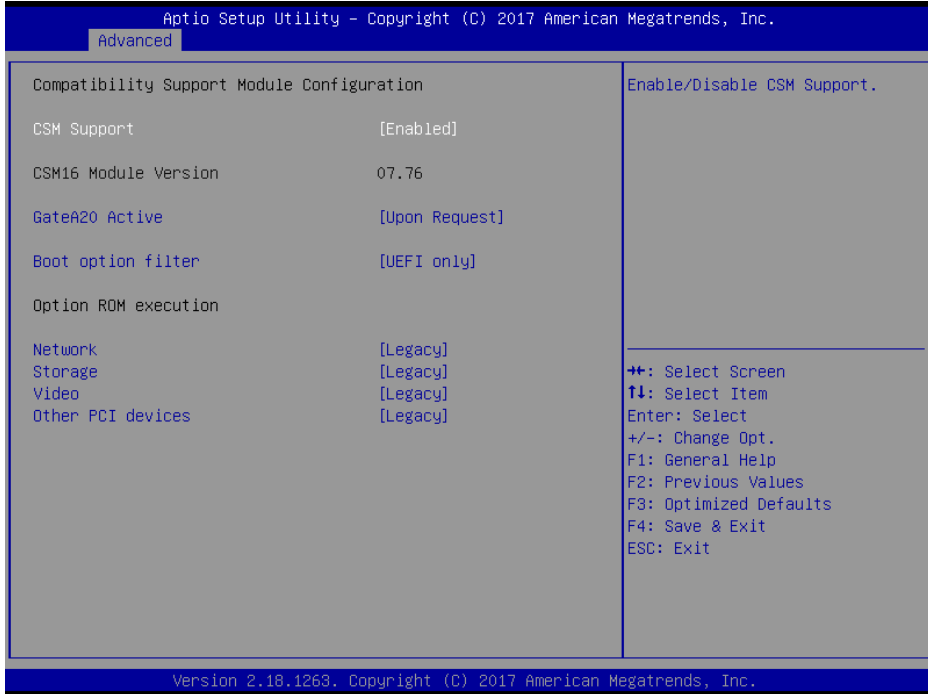 Aptio Setup Utility – Copyright (C) 2017 American Megatrends, Inc.
Advanced
Compatibility Support Module Configuration
CSM Support [Enabled]
CSM16 Module Version 07.76
GateA20 Active [Upon Request]
Boot option filter [UEFI only]
Option ROM execution
Network [Legacy]
Storage [Legacy]
Video [Legacy]
Other PCI devices [Legacy]
Enable/Disable CSM Support.
→←: Select Screen
↑↓: Select Item
Enter: Select
+/-: Change Opt.
F1: General Help
F2: Previous Values
F3: Optimized Defaults
F4: Save & Exit
ESC: Exit
Version 2.18.1263. Copyright (C) 2017 American Megatrends, Inc.